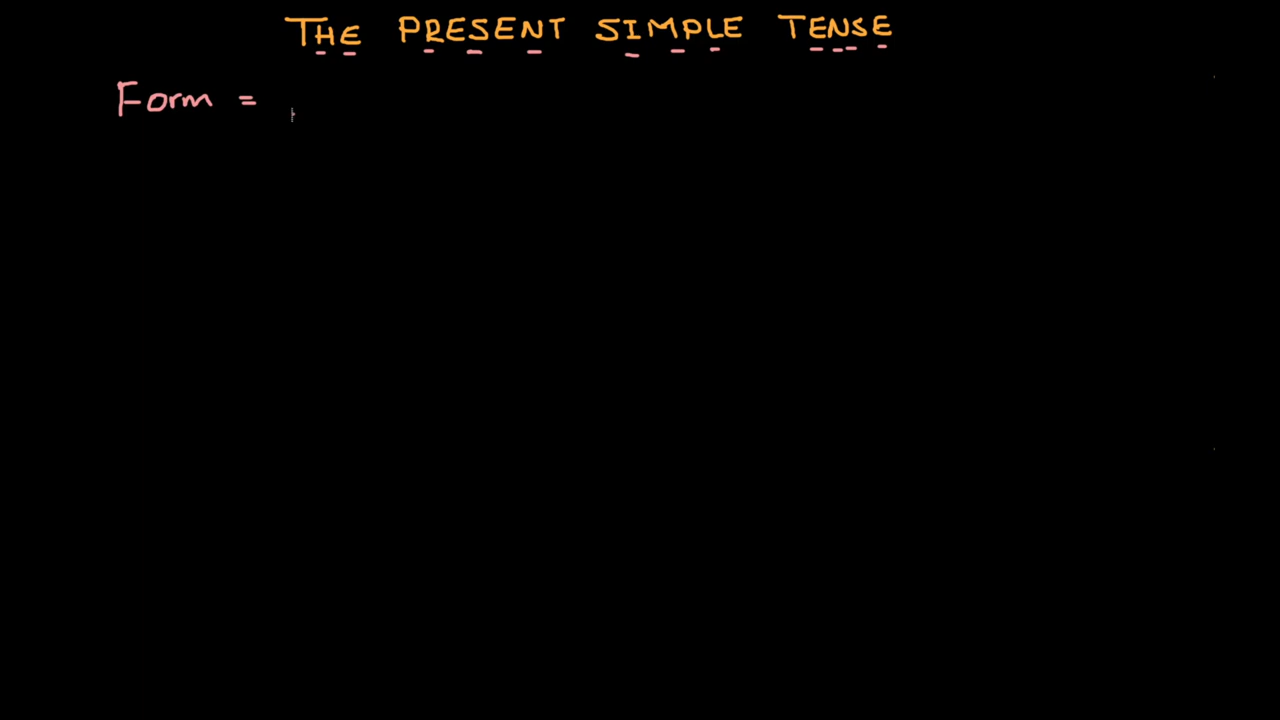 THE PRESENT SIMPLE TENSE
Form =